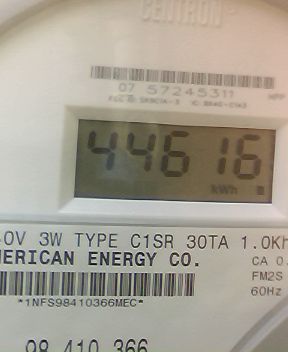 CENTRON
07 57245311
44616
kWh
0V 3W TYPE C1SR 30TA 1.0Kh
ERICAN ENERGY CO.
CA 0.
FM2S
*1NFS98410366MEC*
60Hz
98 410 366